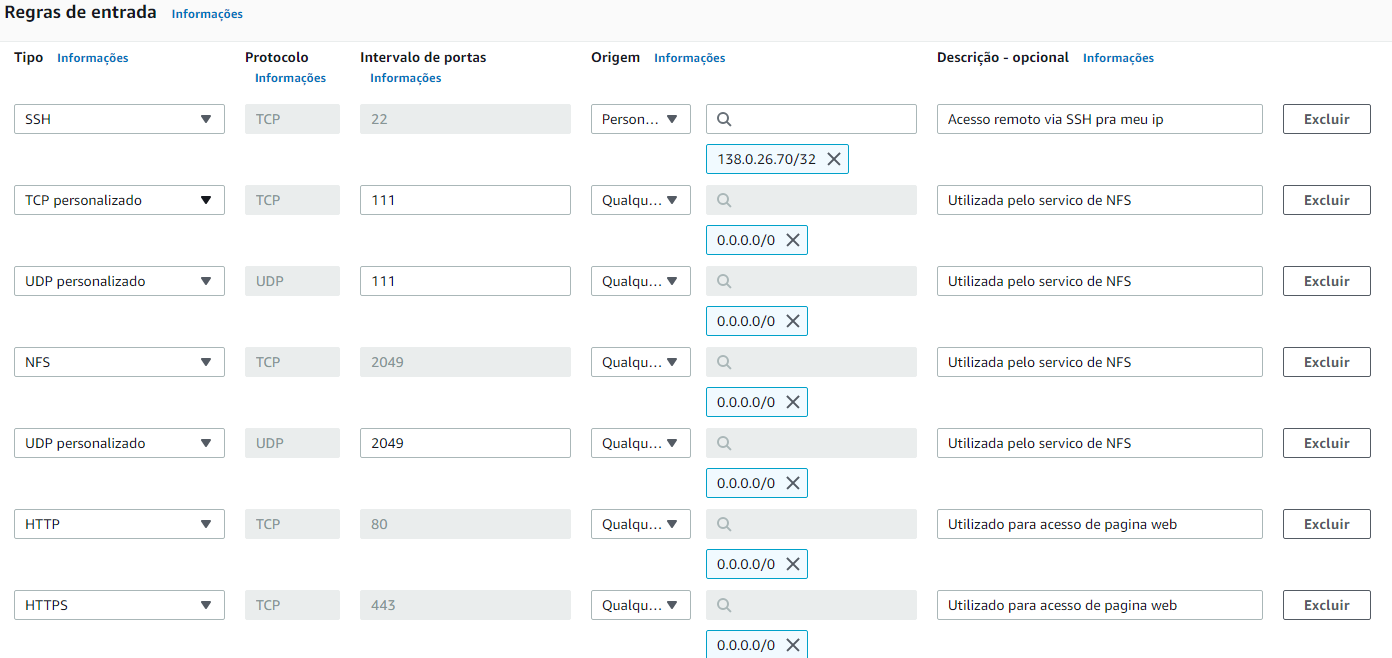 Regras de entrada Informações
Tipo Informações Protocolo Informações Intervalo de portas Informações Origem Informações Descrição - opcional Informações
SSH TCP 22 Person... Acesso remoto via SSH pra meu ip Excluir
138.0.26.70/32
TCP personalizado TCP 111 Qualqu... Utilizada pelo servico de NFS Excluir
0.0.0.0/0
UDP personalizado UDP 111 Qualqu... Utilizada pelo servico de NFS Excluir
0.0.0.0/0
NFS TCP 2049 Qualqu... Utilizada pelo servico de NFS Excluir
0.0.0.0/0
UDP personalizado UDP 2049 Qualqu... Utilizada pelo servico de NFS Excluir
0.0.0.0/0
HTTP TCP 80 Qualqu... Utilizado para acesso de pagina web Excluir
0.0.0.0/0
HTTPS TCP 443 Qualqu... Utilizado para acesso de pagina web Excluir
0.0.0.0/0